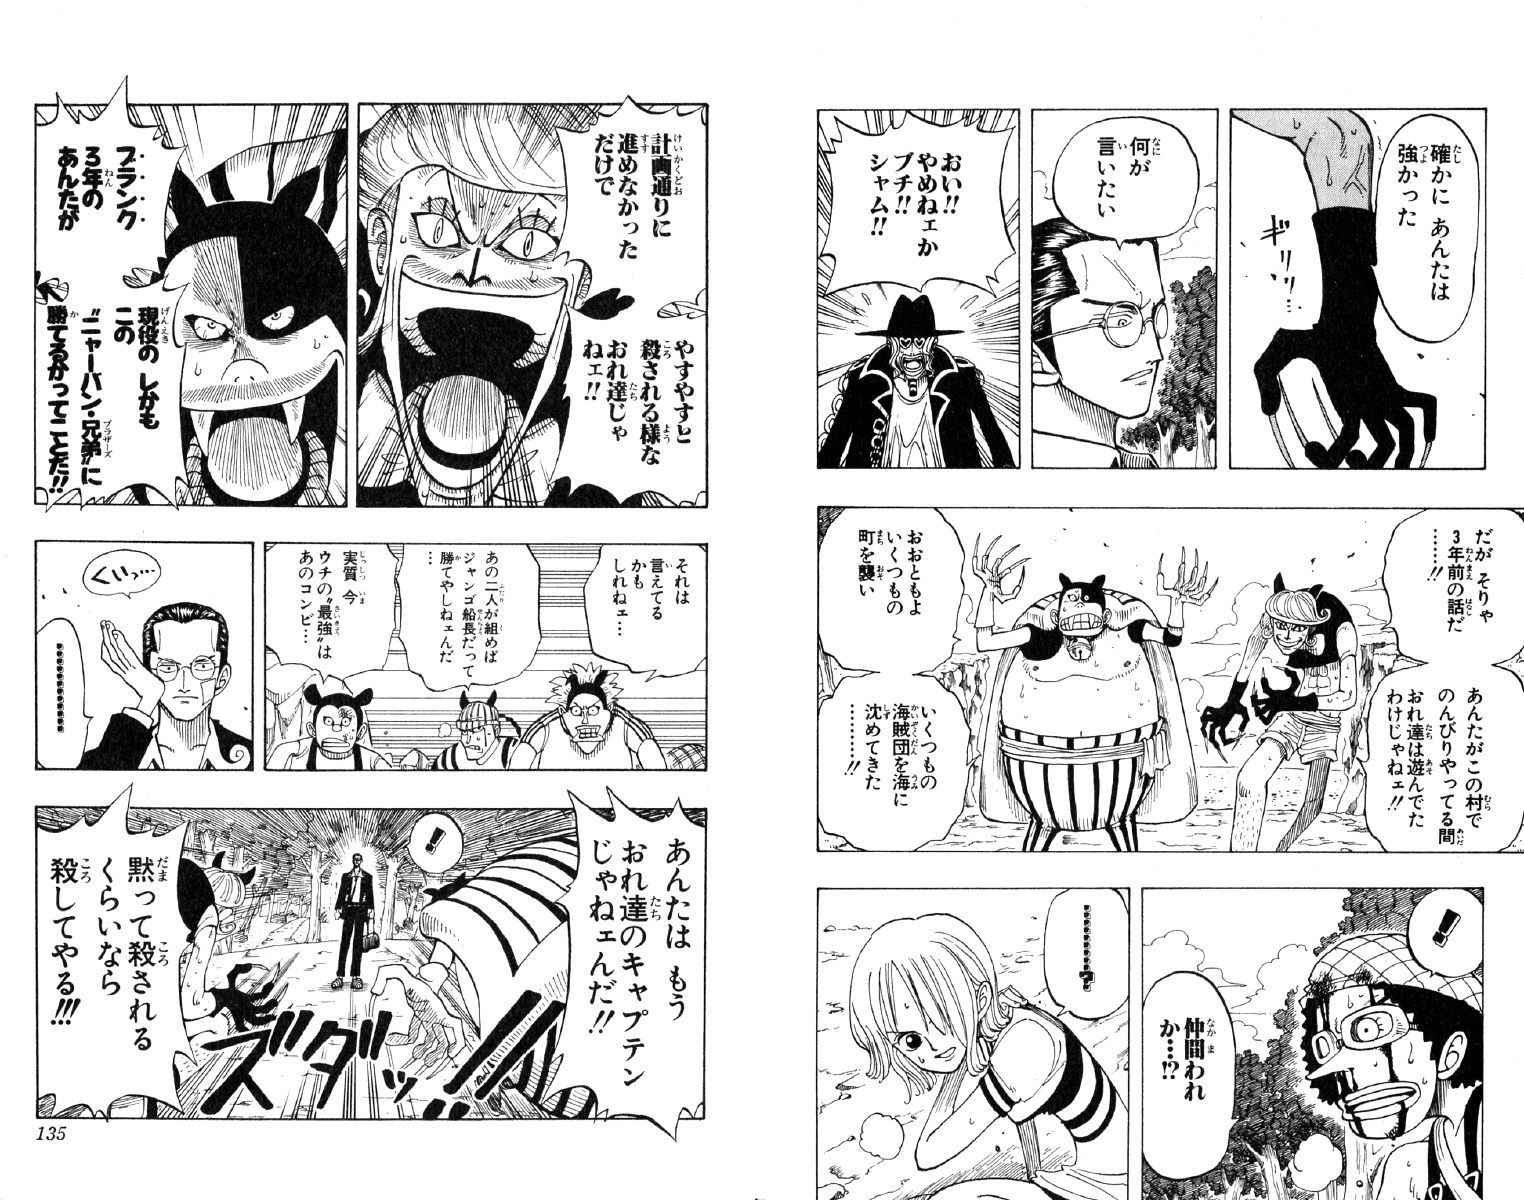 確かに あんたは
強かった
ギリリ…
何が
言いたい
おい!!
やめねェか
ブチ!!
シャム!!
だが そりゃ
3年前の話だ
……!!
あんたがこの村で
のんびりやってる間
おれ達は遊んでた
わけじゃねェ!!
おおともよ
いくつもの
町を襲い
いくつもの
海賊団を海に
沈めてきた
………!!
!
仲間われ
か…!?
…………?
計画通りに
進めなかった
だけで
やすやすと
殺される様な
おれ達じゃ
ねェ!!
ブランク
3年の
あんたが
現役の しかも
この
〝ニャーバン・兄弟〟に
勝てるかってことだ!!
それは
言えてる
かも
しれねェ…
あの二人が組めば
ジャンゴ船長だって
勝てやしねェんだ
…
実質 今
ウチの〝最強〟は
あのコンビ…
くいっ…
……………
あんたは もう
おれ達のキャプテン
じゃねェんだ!!
!
ズダッ!!
黙って殺される
くらいなら
殺してやる!!!
135